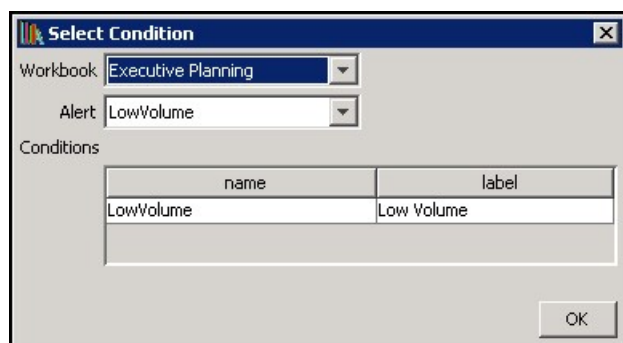 Select Condition
Workbook Executive Planning
Alert LowVolume
Conditions
name label
LowVolume Low Volume
OK